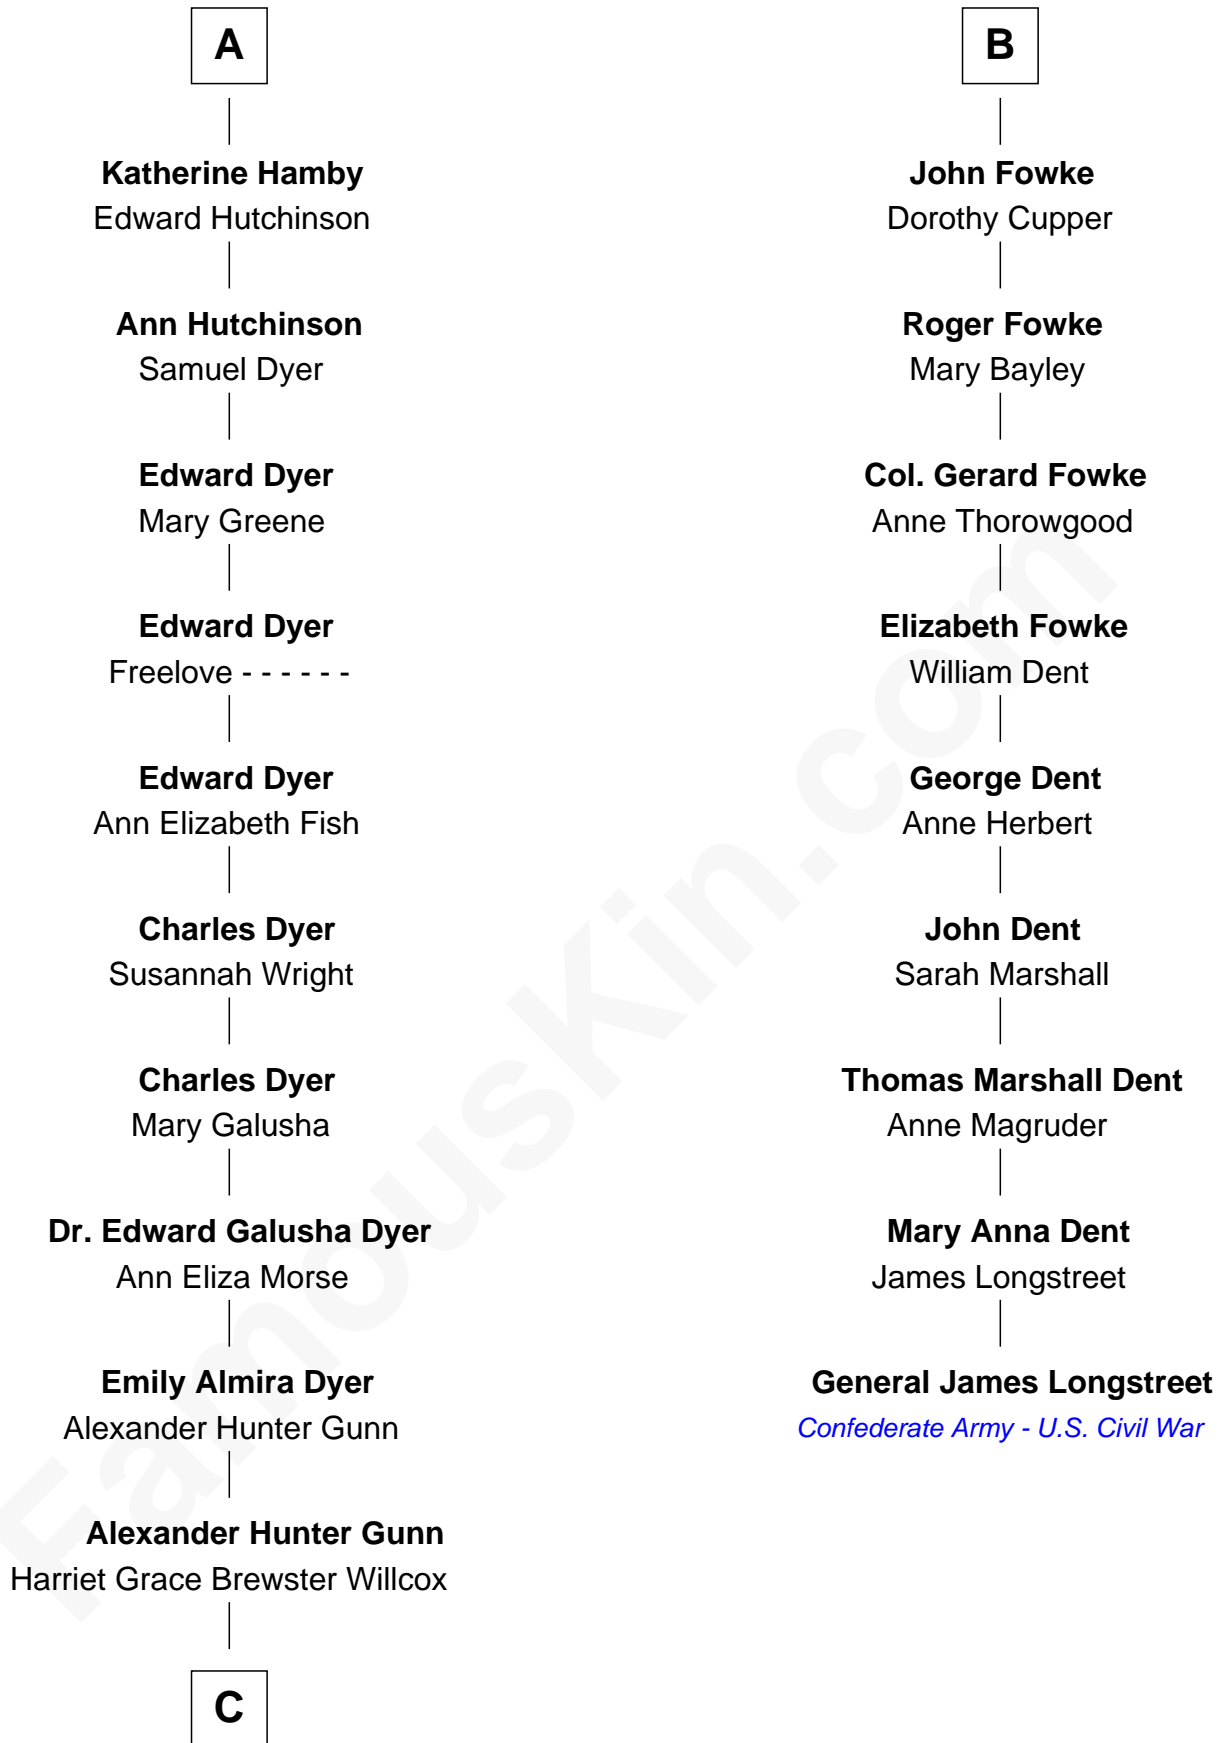 A
Katherine Hamby
Edward Hutchinson
Ann Hutchinson
Samuel Dyer
Edward Dyer
Mary Greene
Edward Dyer
Freelove - - - - - -
Edward Dyer
Ann Elizabeth Fish
Charles Dyer
Susannah Wright
Charles Dyer
Mary Galusha
Dr. Edward Galusha Dyer
Ann Eliza Morse
Emily Almira Dyer
Alexander Hunter Gunn
Alexander Hunter Gunn
Harriet Grace Brewster Willcox
C
B
John Fowke
Dorothy Cupper
Roger Fowke
Mary Bayley
Col. Gerard Fowke
Anne Thorowgood
Elizabeth Fowke
William Dent
George Dent
Anne Herbert
John Dent
Sarah Marshall
Thomas Marshall Dent
Anne Magruder
Mary Anna Dent
James Longstreet
General James Longstreet
Confederate Army - U.S. Civil War
FamousKin.com